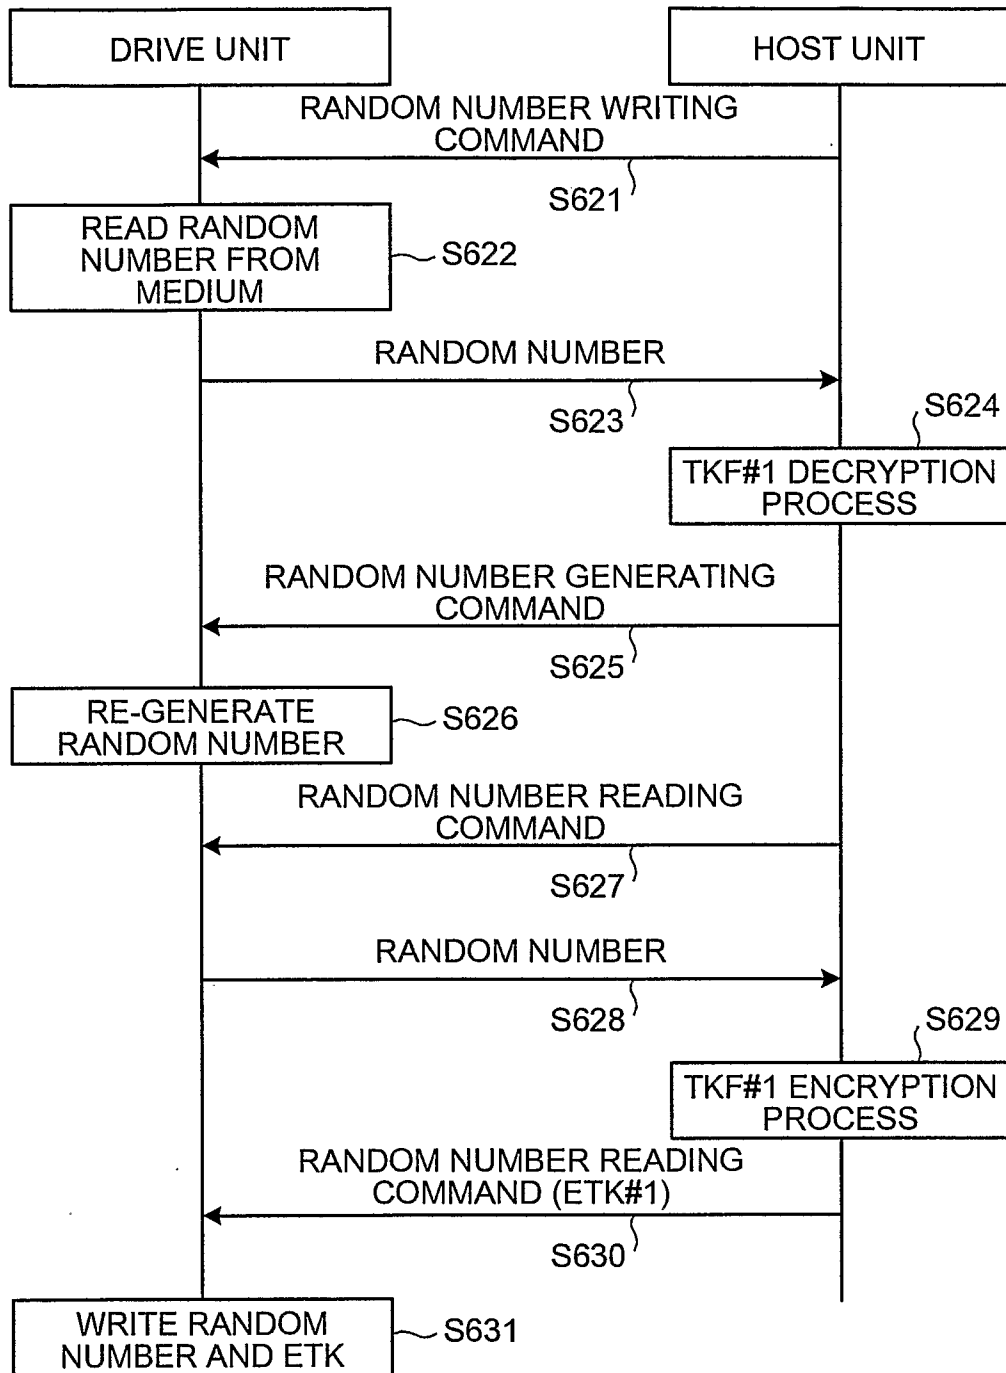 DRIVE UNIT
HOST UNIT
RANDOM NUMBER WRITING
COMMAND
S621
READ RANDOM
NUMBER FROM
MEDIUM
S622
RANDOM NUMBER
S623
S624
TKF#1 DECRYPTION
PROCESS
RANDOM NUMBER GENERATING
COMMAND
S625
RE-GENERATE
RANDOM NUMBER
S626
RANDOM NUMBER READING
COMMAND
S627
RANDOM NUMBER
S628
S629
TKF#1 ENCRYPTION
PROCESS
RANDOM NUMBER READING
COMMAND (ETK#1)
S630
WRITE RANDOM
NUMBER AND ETK
S631